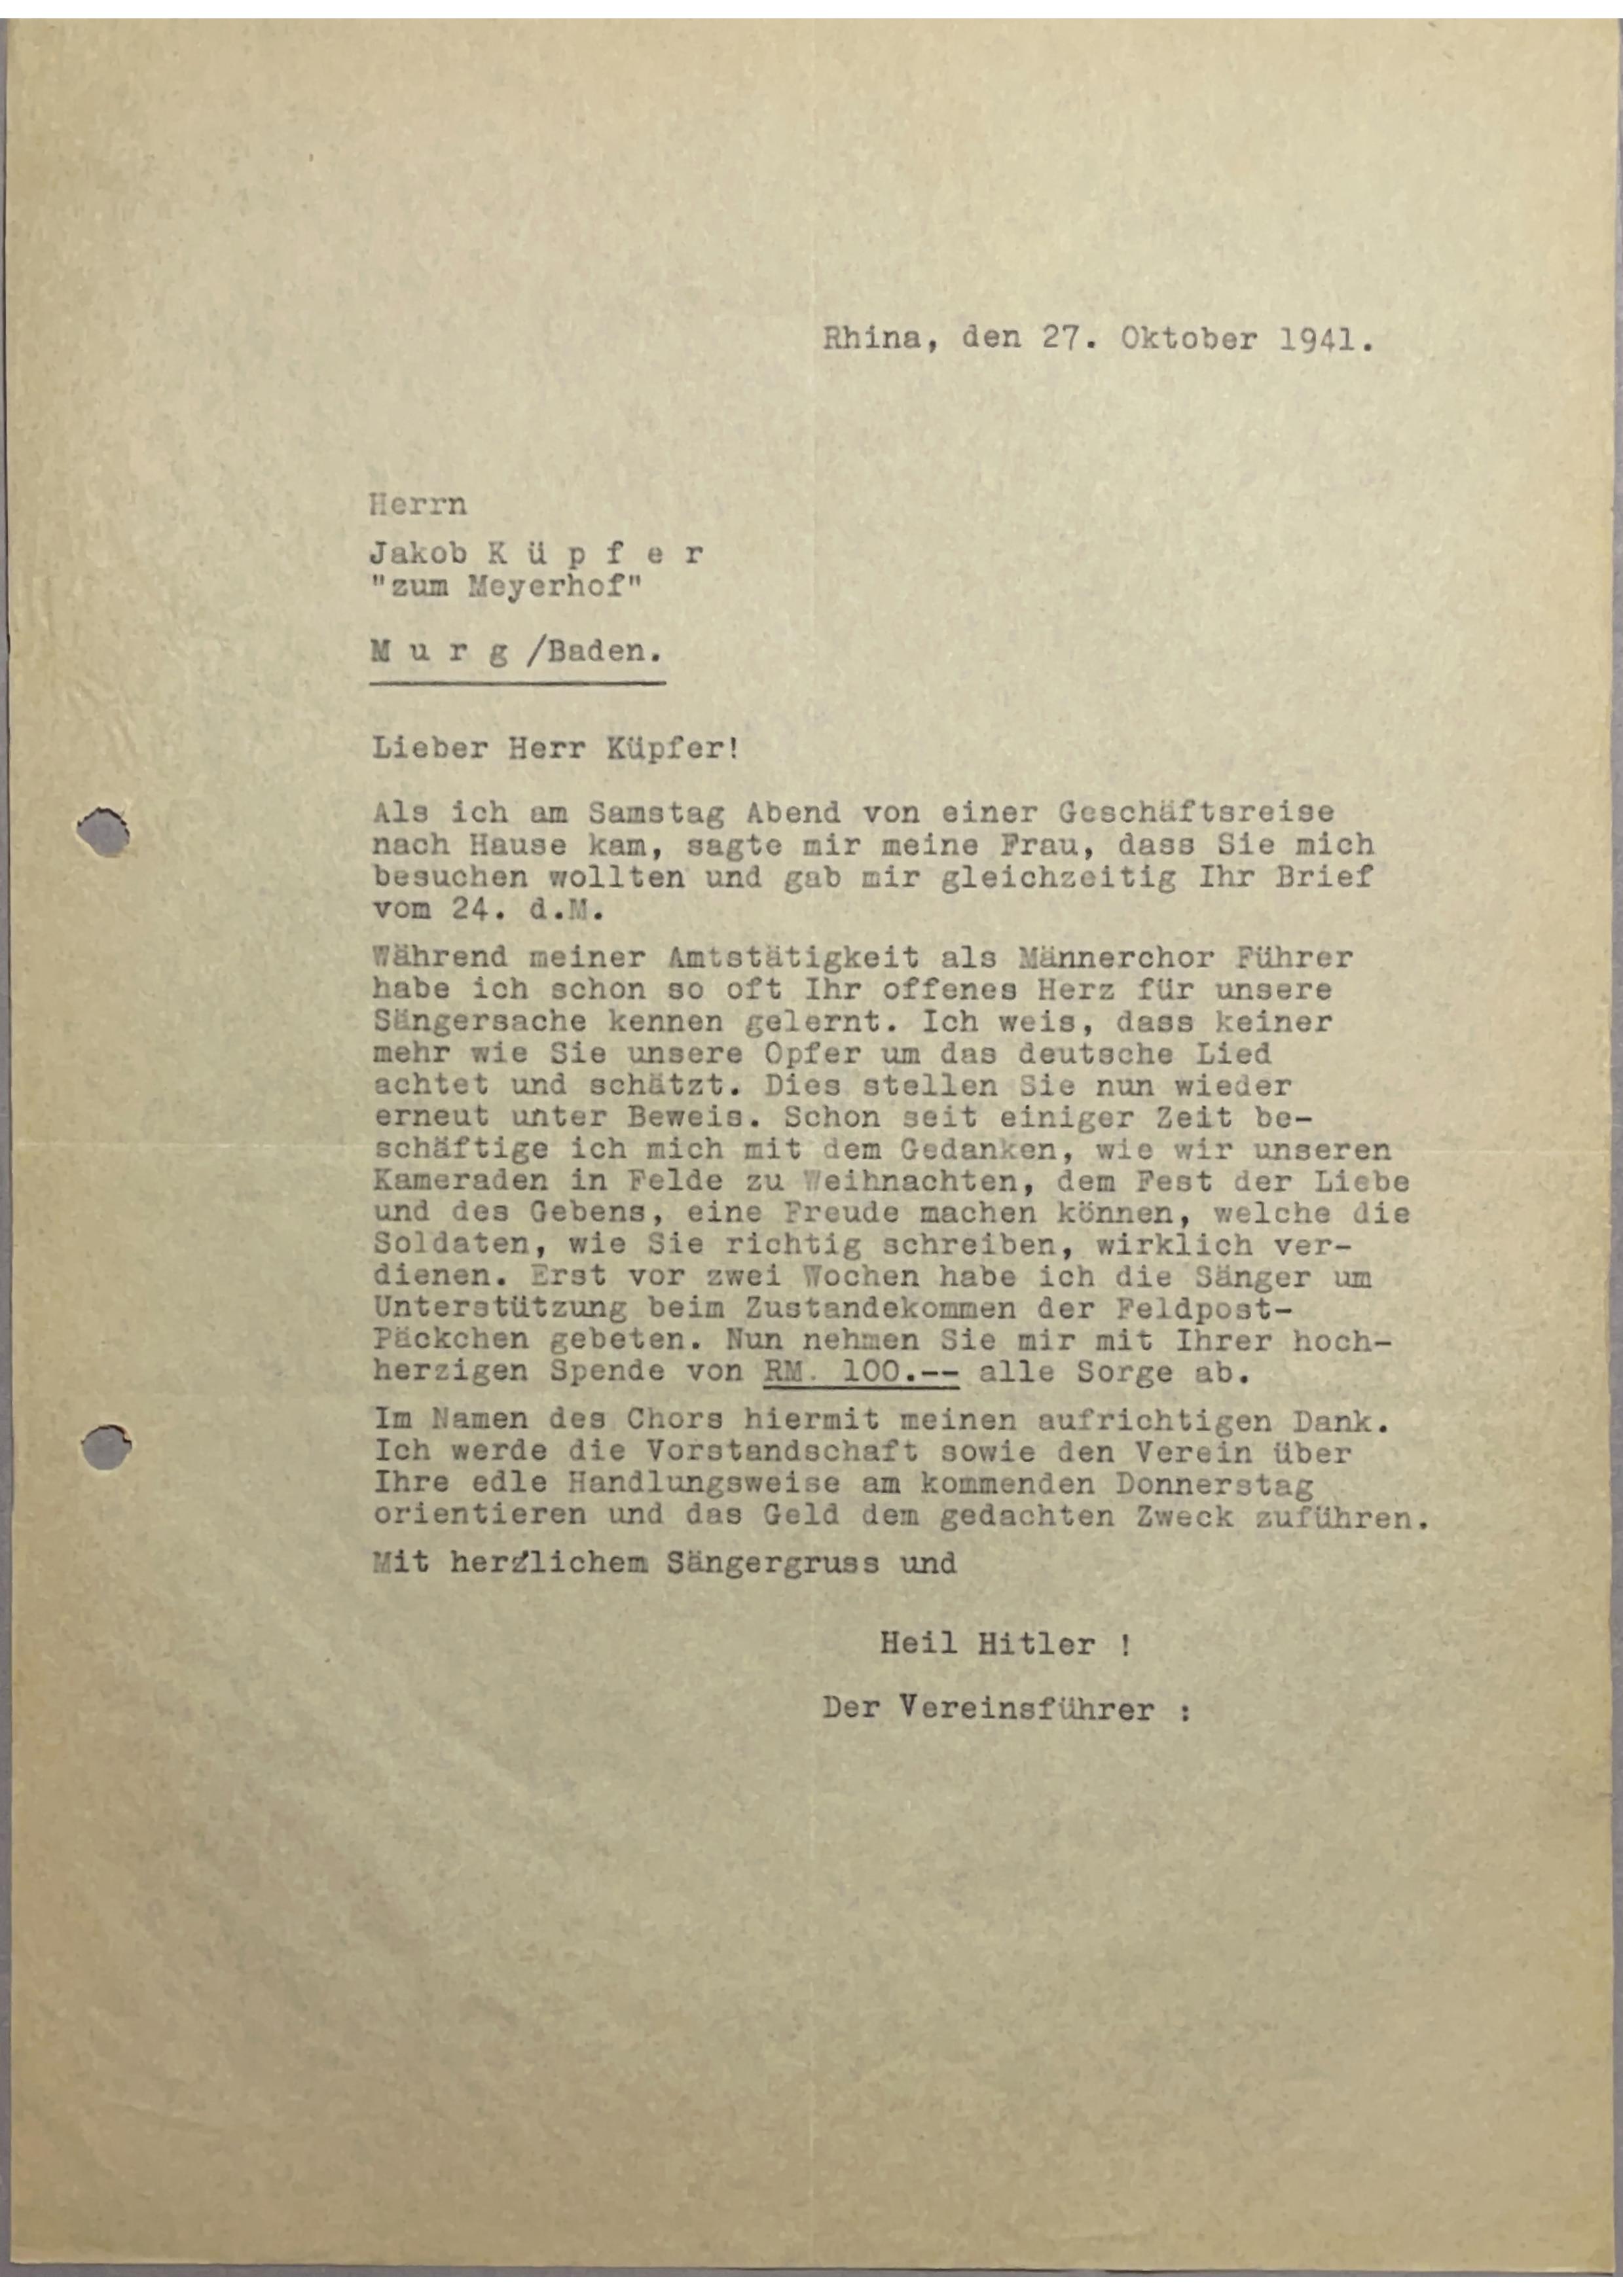 Rhina, den 27. Oktober 1941.
Herrn
Jakob K ü p f e r
"zum Meyerhof"
M u r g /Baden.
Lieber Herr Küpfer!
Als ich am Samstag Abend von einer Geschäftsreise
nach Hause kam, sagte mir meine Frau, dass Sie mich
besuchen wollten und gab mir gleichzeitig Ihr Brief
vom 24. d.M.
Während meiner Amtstätigkeit als Männerchor Führer
habe ich schon so oft Ihr offenes Herz für unsere
Sängersache kennen gelernt. Ich weis, dass keiner
mehr wie Sie unsere Opfer um das deutsche Lied
achtet und schätzt. Dies stellen Sie nun wieder
erneut unter Beweis. Schon seit einiger Zeit be-
schäftige ich mich mit dem Gedanken, wie wir unseren
Kameraden in Felde zu Weihnachten, dem Fest der Liebe
und des Gebens, eine Freude machen können, welche die
Soldaten, wie Sie richtig schreiben, wirklich ver-
dienen. Erst vor zwei Wochen habe ich die Sänger um
Unterstützung beim Zustandekommen der Feldpost-
Päckchen gebeten. Nun nehmen Sie mir mit Ihrer hoch-
herzigen Spende von RM. 100.-- alle Sorge ab.
Im Namen des Chors hiermit meinen aufrichtigen Dank.
Ich werde die Vorstandschaft sowie den Verein über
Ihre edle Handlungsweise am kommenden Donnerstag
orientieren und das Geld dem gedachten Zweck zuführen.
Mit herzlichem Sängergruss und
Heil Hitler !
Der Vereinsführer :